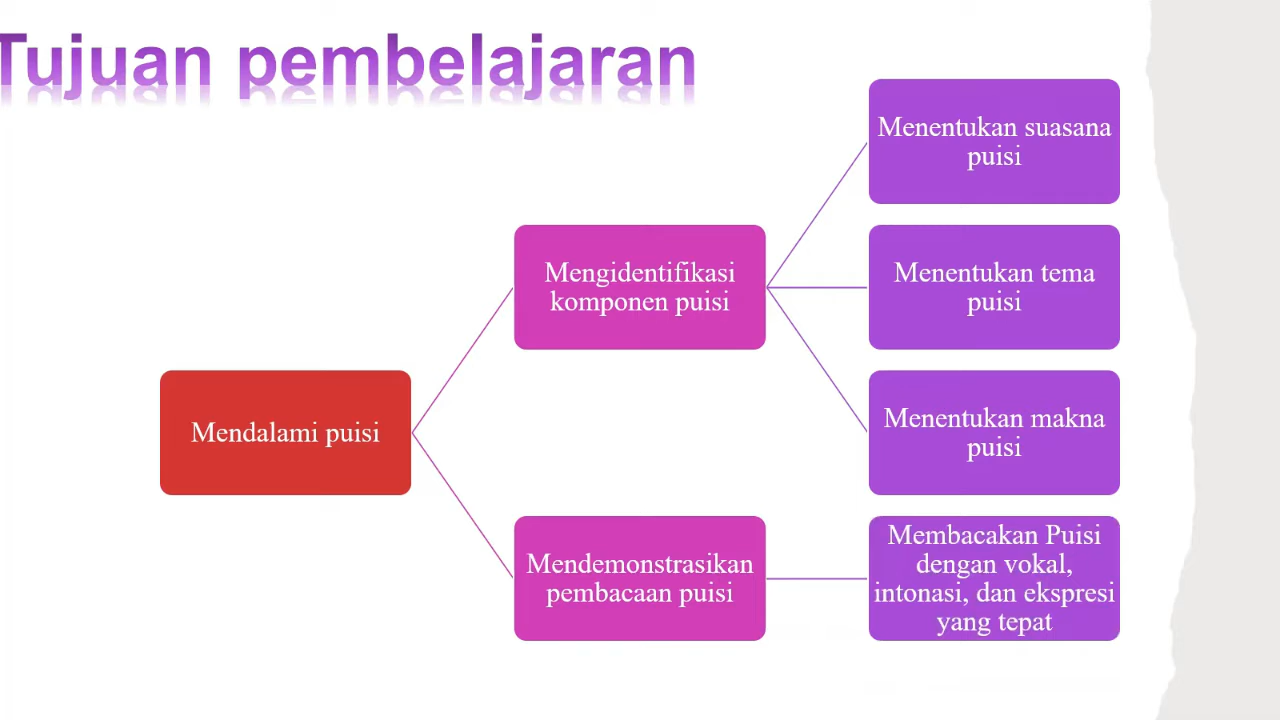 Tujuan pembelajaran
Mendalami puisi
Mengidentifikasi
komponen puisi
Menentukan suasana
puisi
Menentukan tema
puisi
Menentukan makna
puisi
Mendemonstrasikan
pembacaan puisi
Membacakan Puisi
dengan vokal,
intonasi, dan ekspresi
yang tepat